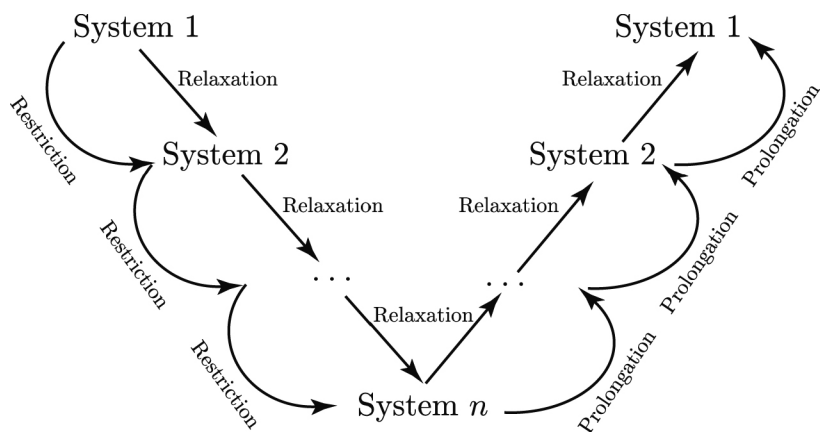 System 1
System 1
Relaxation
Relaxation
Restriction
Prolongation
System 2
System 2
Relaxation
Relaxation
Restriction
Prolongation
...
...
Relaxation
Restriction
Prolongation
System n